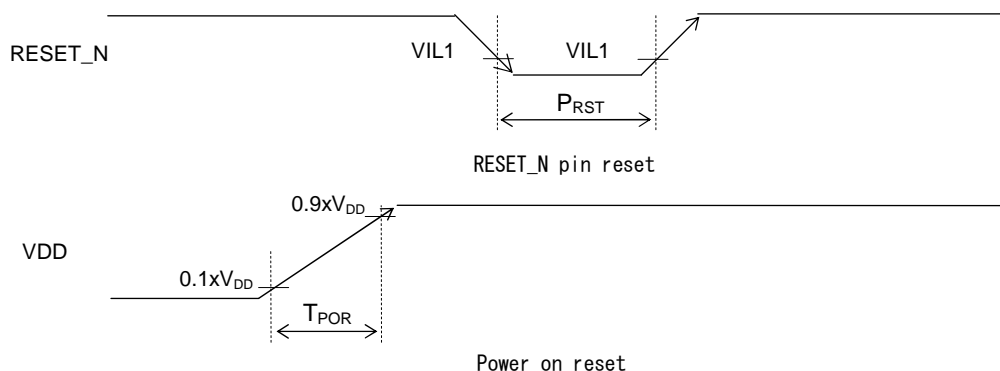 RESET_N
VIL1
VIL1
PRST
RESET_N pin reset
0.9xVDD
VDD
0.1xVDD
TPOR
Power on reset